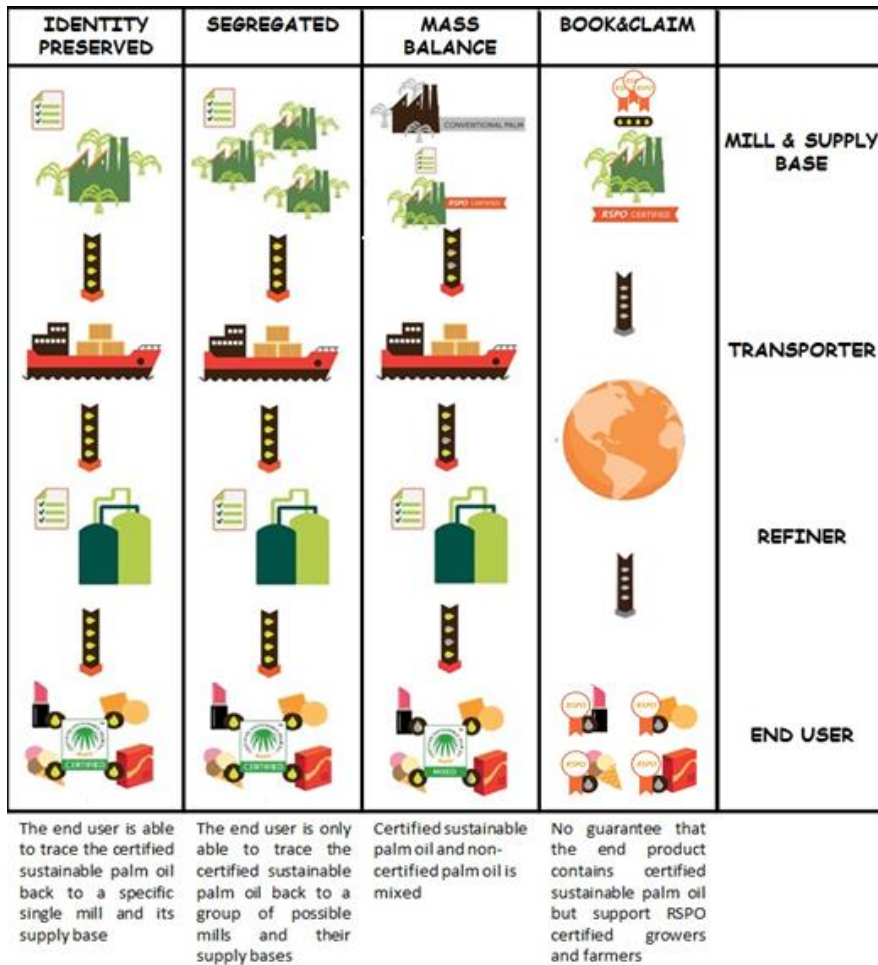 IDENTITY
PRESERVED
SEGREGATED
MASS
BALANCE
BOOK&CLAIM
CONVENTIONAL PALM
RSPO CERTIFIED
RSPO CERTIFIED
MILL & SUPPLY
BASE
TRANSPORTER
REFINER
CERTIFIED
CERTIFIED
MIXED
RSPO
RSPO
RSPO
RSPO
END USER
The end user is able
to trace the certified
sustainable palm oil
back to a specific
single mill and its
supply base
The end user is only
able to trace the
certified sustainable
palm oil back to a
group of possible
mills and their
supply bases
Certified sustainable
palm oil and non-
certified palm oil is
mixed
No guarantee that
the end product
contains certified
sustainable palm oil
but support RSPO
certified growers
and farmers